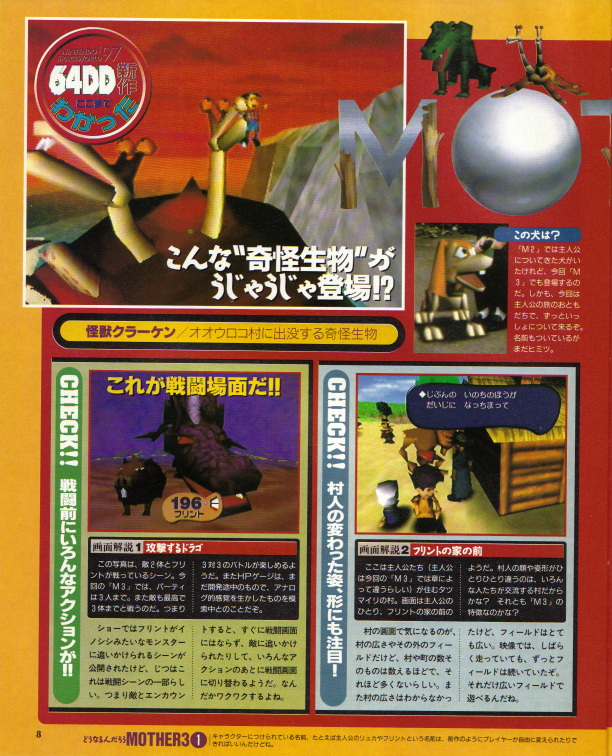 NINTENDO SPACEWORLD '97
64DD新作
ここまで
わかった
MOT
こんな"奇怪生物"が
うじゃうじゃ登場!?
怪獣クラーケン／オオウロコ村に出没する奇怪生物
この犬は？
「M2」では主人公
についてきた犬がい
たけれど、今回「M
3」でも登場するの
だ。しかも、今回は
主人公の旅のおとも
だちで、ずっといっ
しょについて来るぞ。
名前もついているが
まだヒミツ。
CHECK!! 戦闘前にいろんなアクションが!!
これが戦闘場面だ!!
196
フリント
画面解説1 攻撃するドラゴ
この写真は、敵2体とフリ
ントが戦っているシーン。今
回の「M3」では、パーティ
は3人まで。また敵も最高で
3体までと戦うのだ。つまり
3対3のバトルが楽しめるよ
うだ。またHPゲージは、ま
だ開発途中のもので、アナロ
グ的感覚を生かしたものを模
索中とのことだぞ。
ショーではフリントがイ
ノシシみたいなモンスター
に追いかけられるシーンが
公開されたけど、じつはこ
れは戦闘シーンの一部らし
い。つまり敵とエンカウン
トすると、すぐに戦闘画面
にはならず、敵に追いかけ
られたりして、いろんなア
クションのあとに戦闘画面
に切り替わるようだ。なん
だかワクワクするよね。
CHECK!! 村人の変わった姿、形にも注目！
◆じぶんの いのちのほうが
だいじに なっちまって
画面解説2 フリントの家の前
ここは主人公たち（主人公
は今回の「M3」では章によ
って違うらしい）が住むタツ
マイリの村。画面は主人公の
ひとり、フリントの家の前の
ようだ。村人の顔や姿形がひ
とりひとり違うのは、いろん
な人たちが交流する村だから
かな？ それとも「M3」の
特徴なのかな？
村の画面で気になるのが、
村の広さやその外のフィー
ルドだけど、村や町の数そ
のものは数えるほどで、そ
れほど多くないらしい。ま
た村の広さはわからなかっ
たけど、フィールドはとて
も広い。映像では、しばら
く走っていても、ずっとフ
ィールドは続いていたぞ。
それだけ広いフィールドで
遊べるんだね。
8
どうなるんだろうMOTHER3①
キャラクターにつけられている名前、たとえば主人公のリュカやフリントという名前は、前作のようにプレイヤーが自由に変えられたりで
きればいいんだけどね。